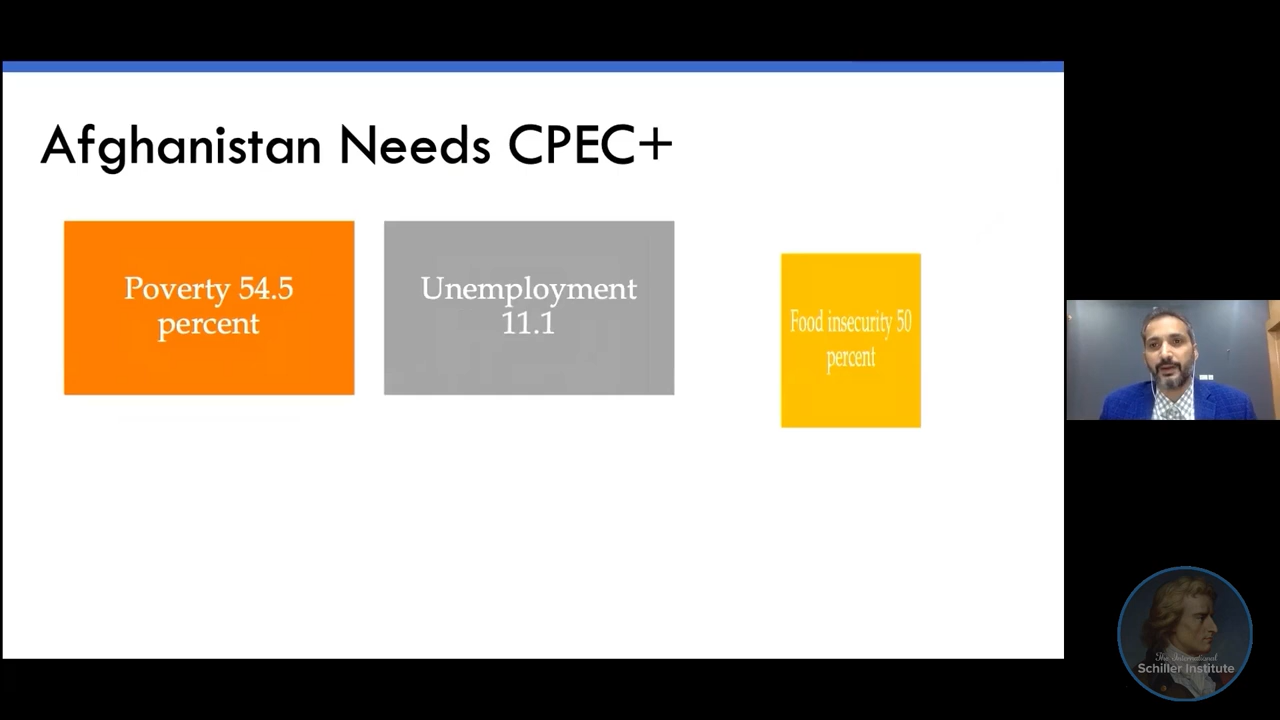 Afghanistan Needs CPEC+
Poverty 54.5
percent
Unemployment
11.1
Food insecurity 50
percent
The International
Schiller Institute